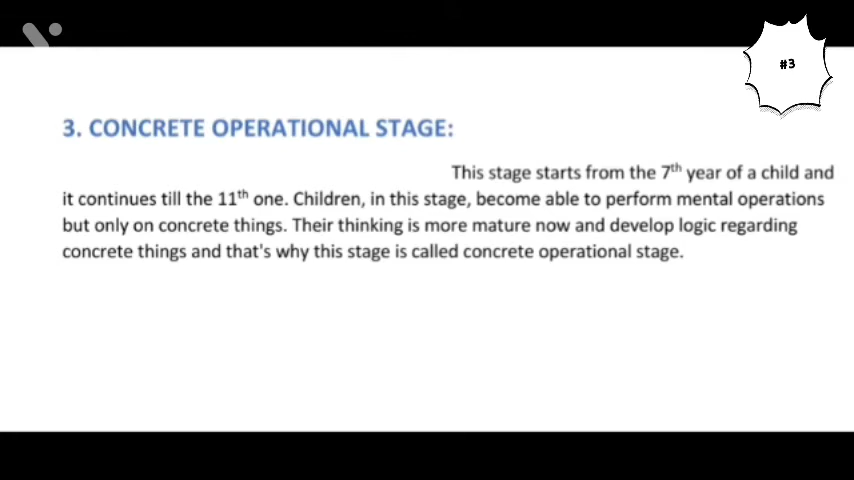 #3
3. CONCRETE OPERATIONAL STAGE:
This stage starts from the 7th year of a child and
it continues till the 11th one. Children, in this stage, become able to perform mental operations
but only on concrete things. Their thinking is more mature now and develop logic regarding
concrete things and that's why this stage is called concrete operational stage.